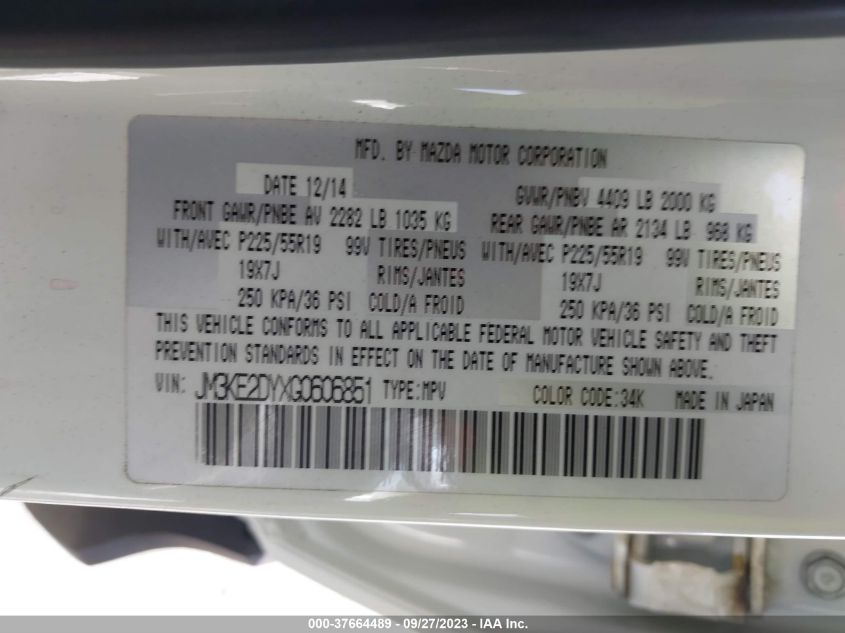 MFD. BY MAZDA MOTOR CORPORATION
DATE 12/14 GVWR/PNBV 4409 LB 2000 KG
FRONT GAWR/PNBE AV 2282 LB 1035 KG REAR GAWR/PNBE AR 2134 LB 968 KG
WITH/AVEC P225/55R19 99V TIRES/PNEUS WITH/AVEC P225/55R19 99V TIRES/PNEUS
19X7J RIMS/JANTES 19X7J RIMS/JANTES
250 KPA/36 PSI COLD/A FROID 250 KPA/36 PSI COLD/A FROID
THIS VEHICLE CONFORMS TO ALL APPLICABLE FEDERAL MOTOR VEHICLE SAFETY AND THEFT
PREVENTION STANDARDS IN EFFECT ON THE DATE OF MANUFACTURE SHOWN ABOVE.
VIN: JM3KE2DYXG0606851 TYPE:MPV COLOR CODE:34K MADE IN JAPAN
000-37664489 - 09/27/2023 - IAA Inc.